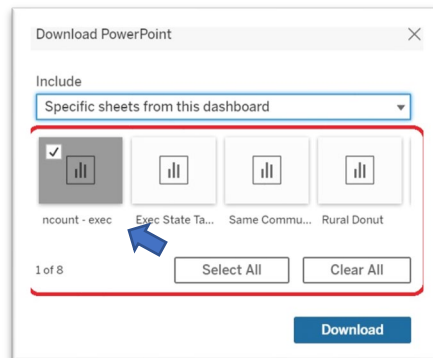 Download PowerPoint
Include
Specific sheets from this dashboard
ncount - exec
Exec State Ta...
Same Commu...
Rural Donut
1 of 8
Select All
Clear All
Download